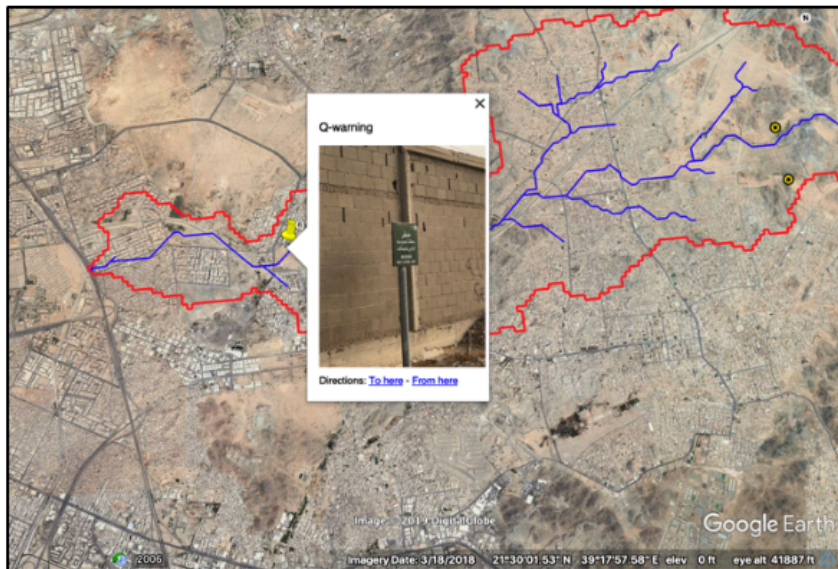 N
Q-warning
Directions: To here - From here
Image © 2019 DigitalGlobe
Google Earth
2006
Imagery Date: 3/18/2018 21°30'01.53" N 39°17'57.58" E elev 0 ft eye alt 41887 ft